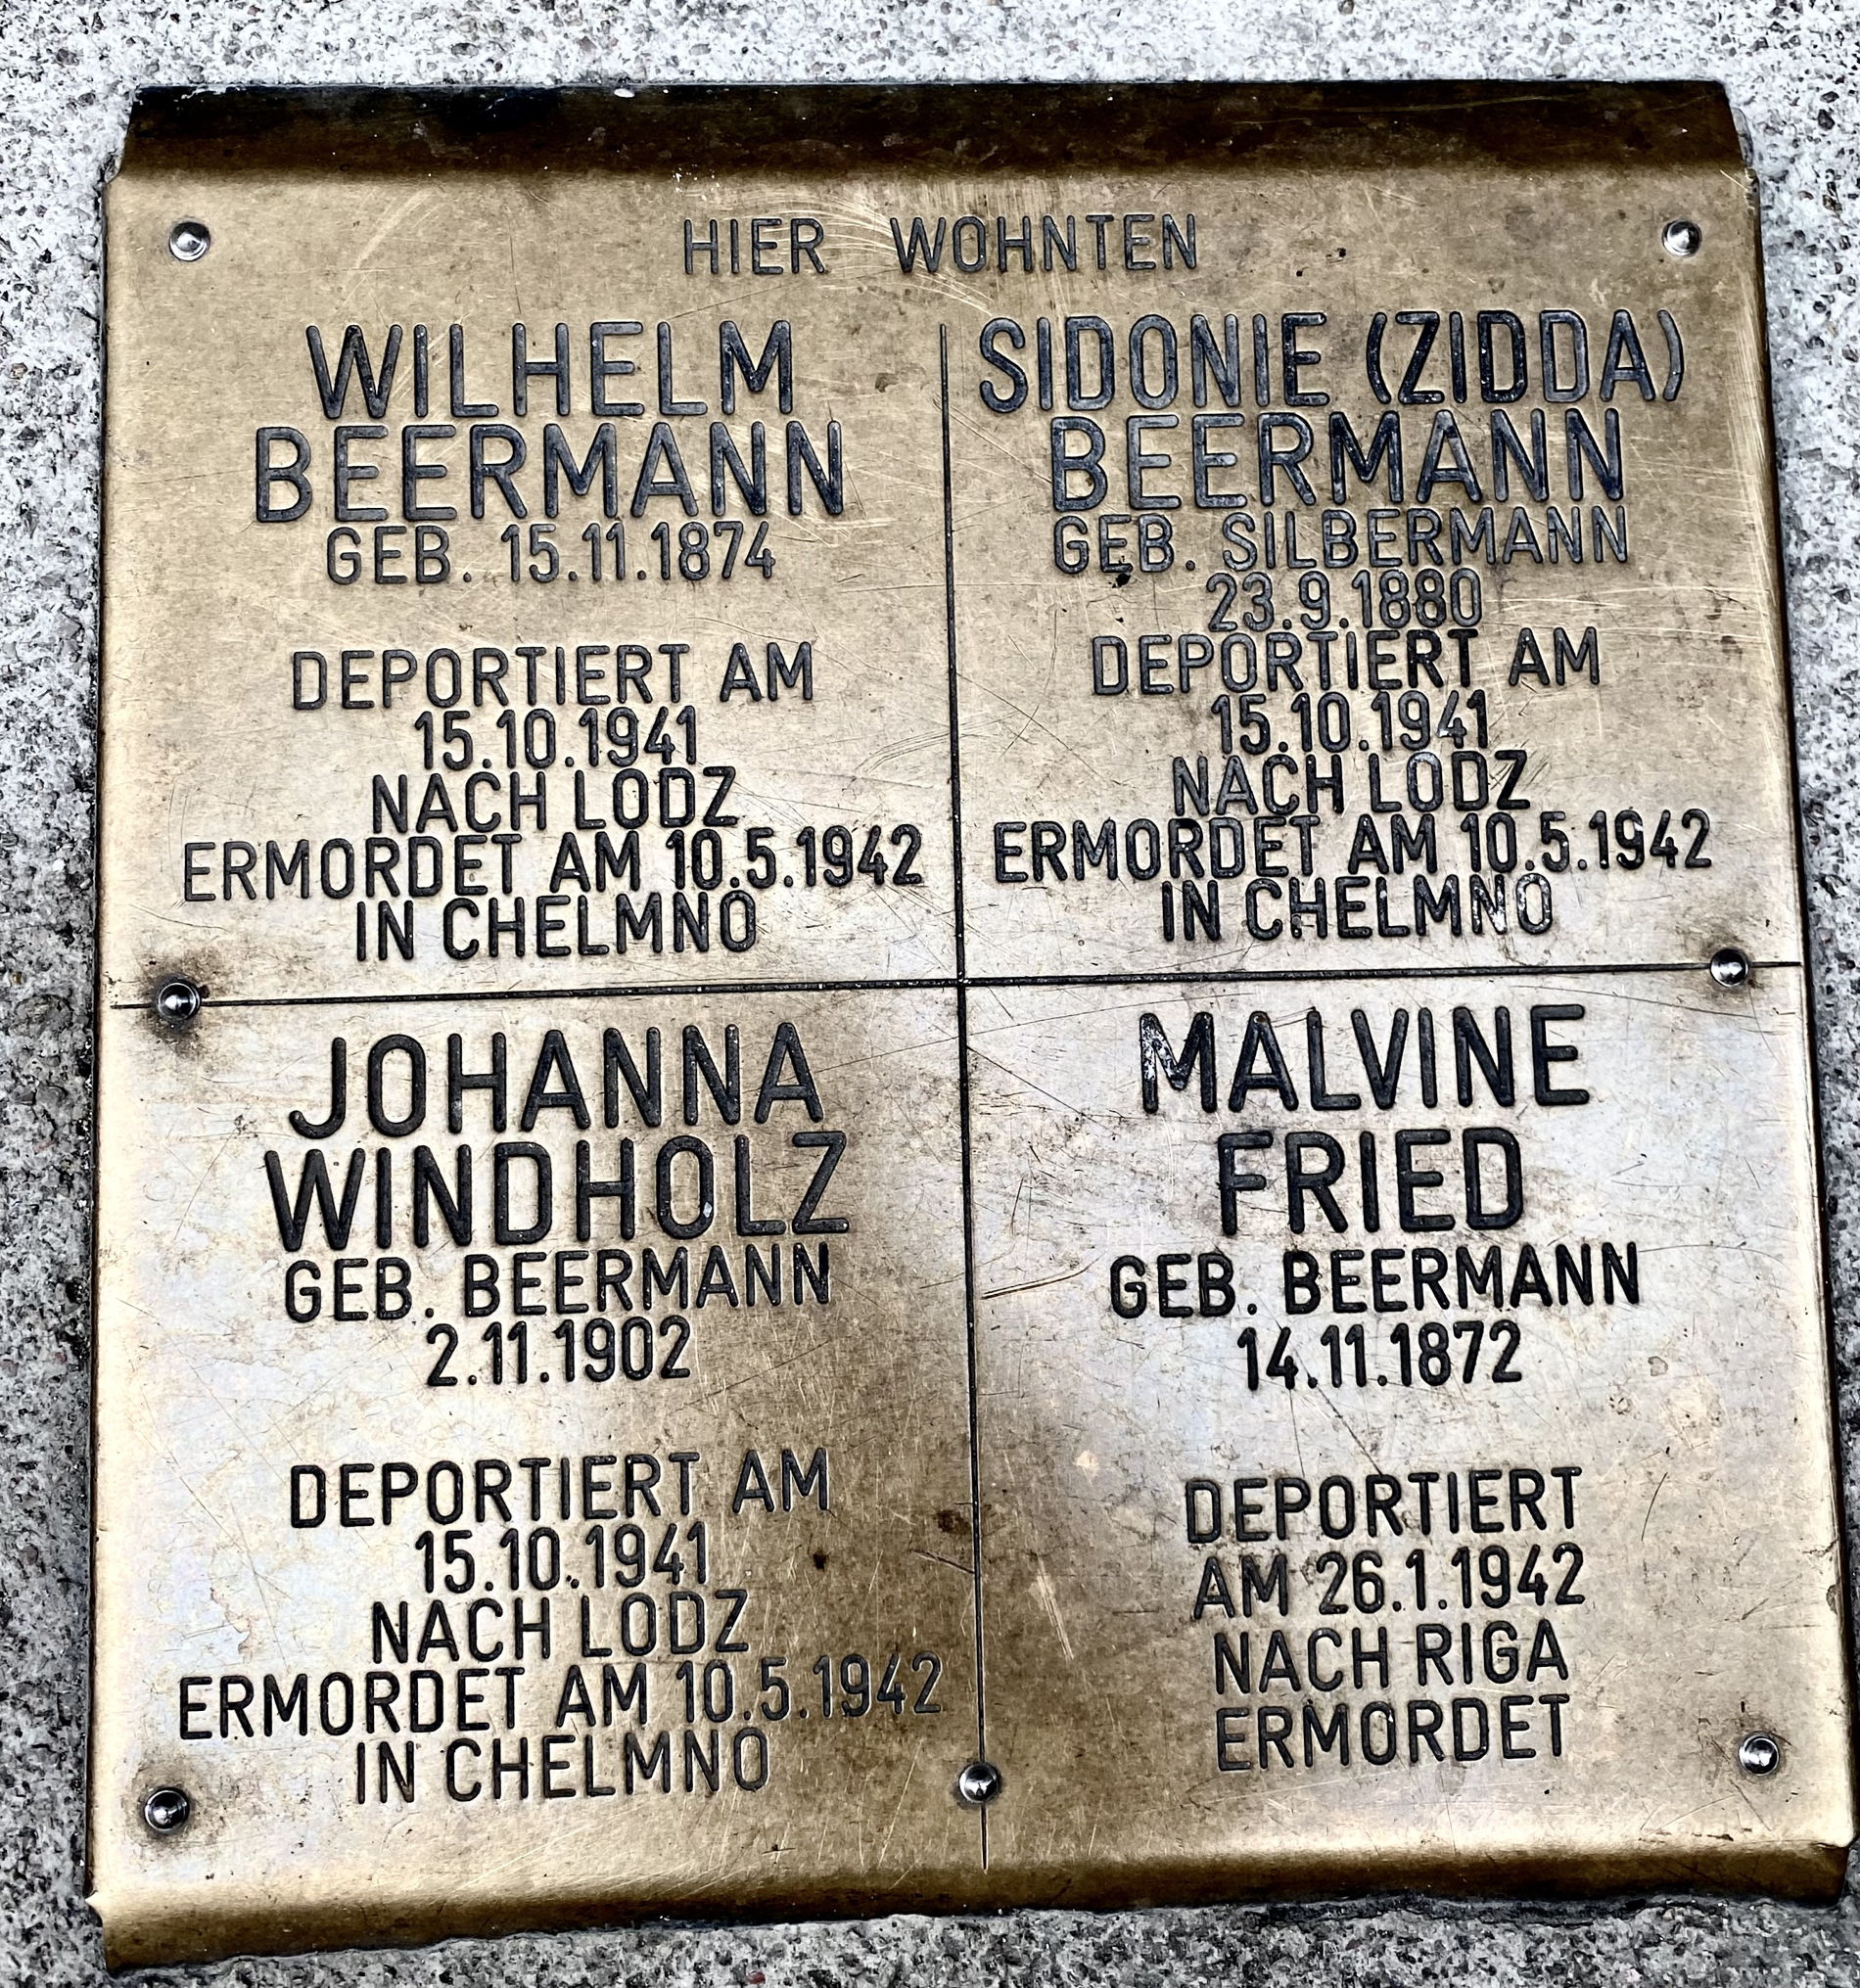 HIER WOHNTEN
WILHELM
BEERMANN
GEB. 15.11.1874
DEPORTIERT AM
15.10.1941
NACH LODZ
ERMORDET AM 10.5.1942
IN CHELMNO
SIDONIE (ZIDDA)
BEERMANN
GEB. SILBERMANN
23.9.1880
DEPORTIERT AM
15.10.1941
NACH LODZ
ERMORDET AM 10.5.1942
IN CHELMNO
JOHANNA
WINDHOLZ
GEB. BEERMANN
2.11.1902
DEPORTIERT AM
15.10.1941
NACH LODZ
ERMORDET AM 10.5.1942
IN CHELMNO
MALVINE
FRIED
GEB. BEERMANN
14.11.1872
DEPORTIERT
AM 26.1.1942
NACH RIGA
ERMORDET